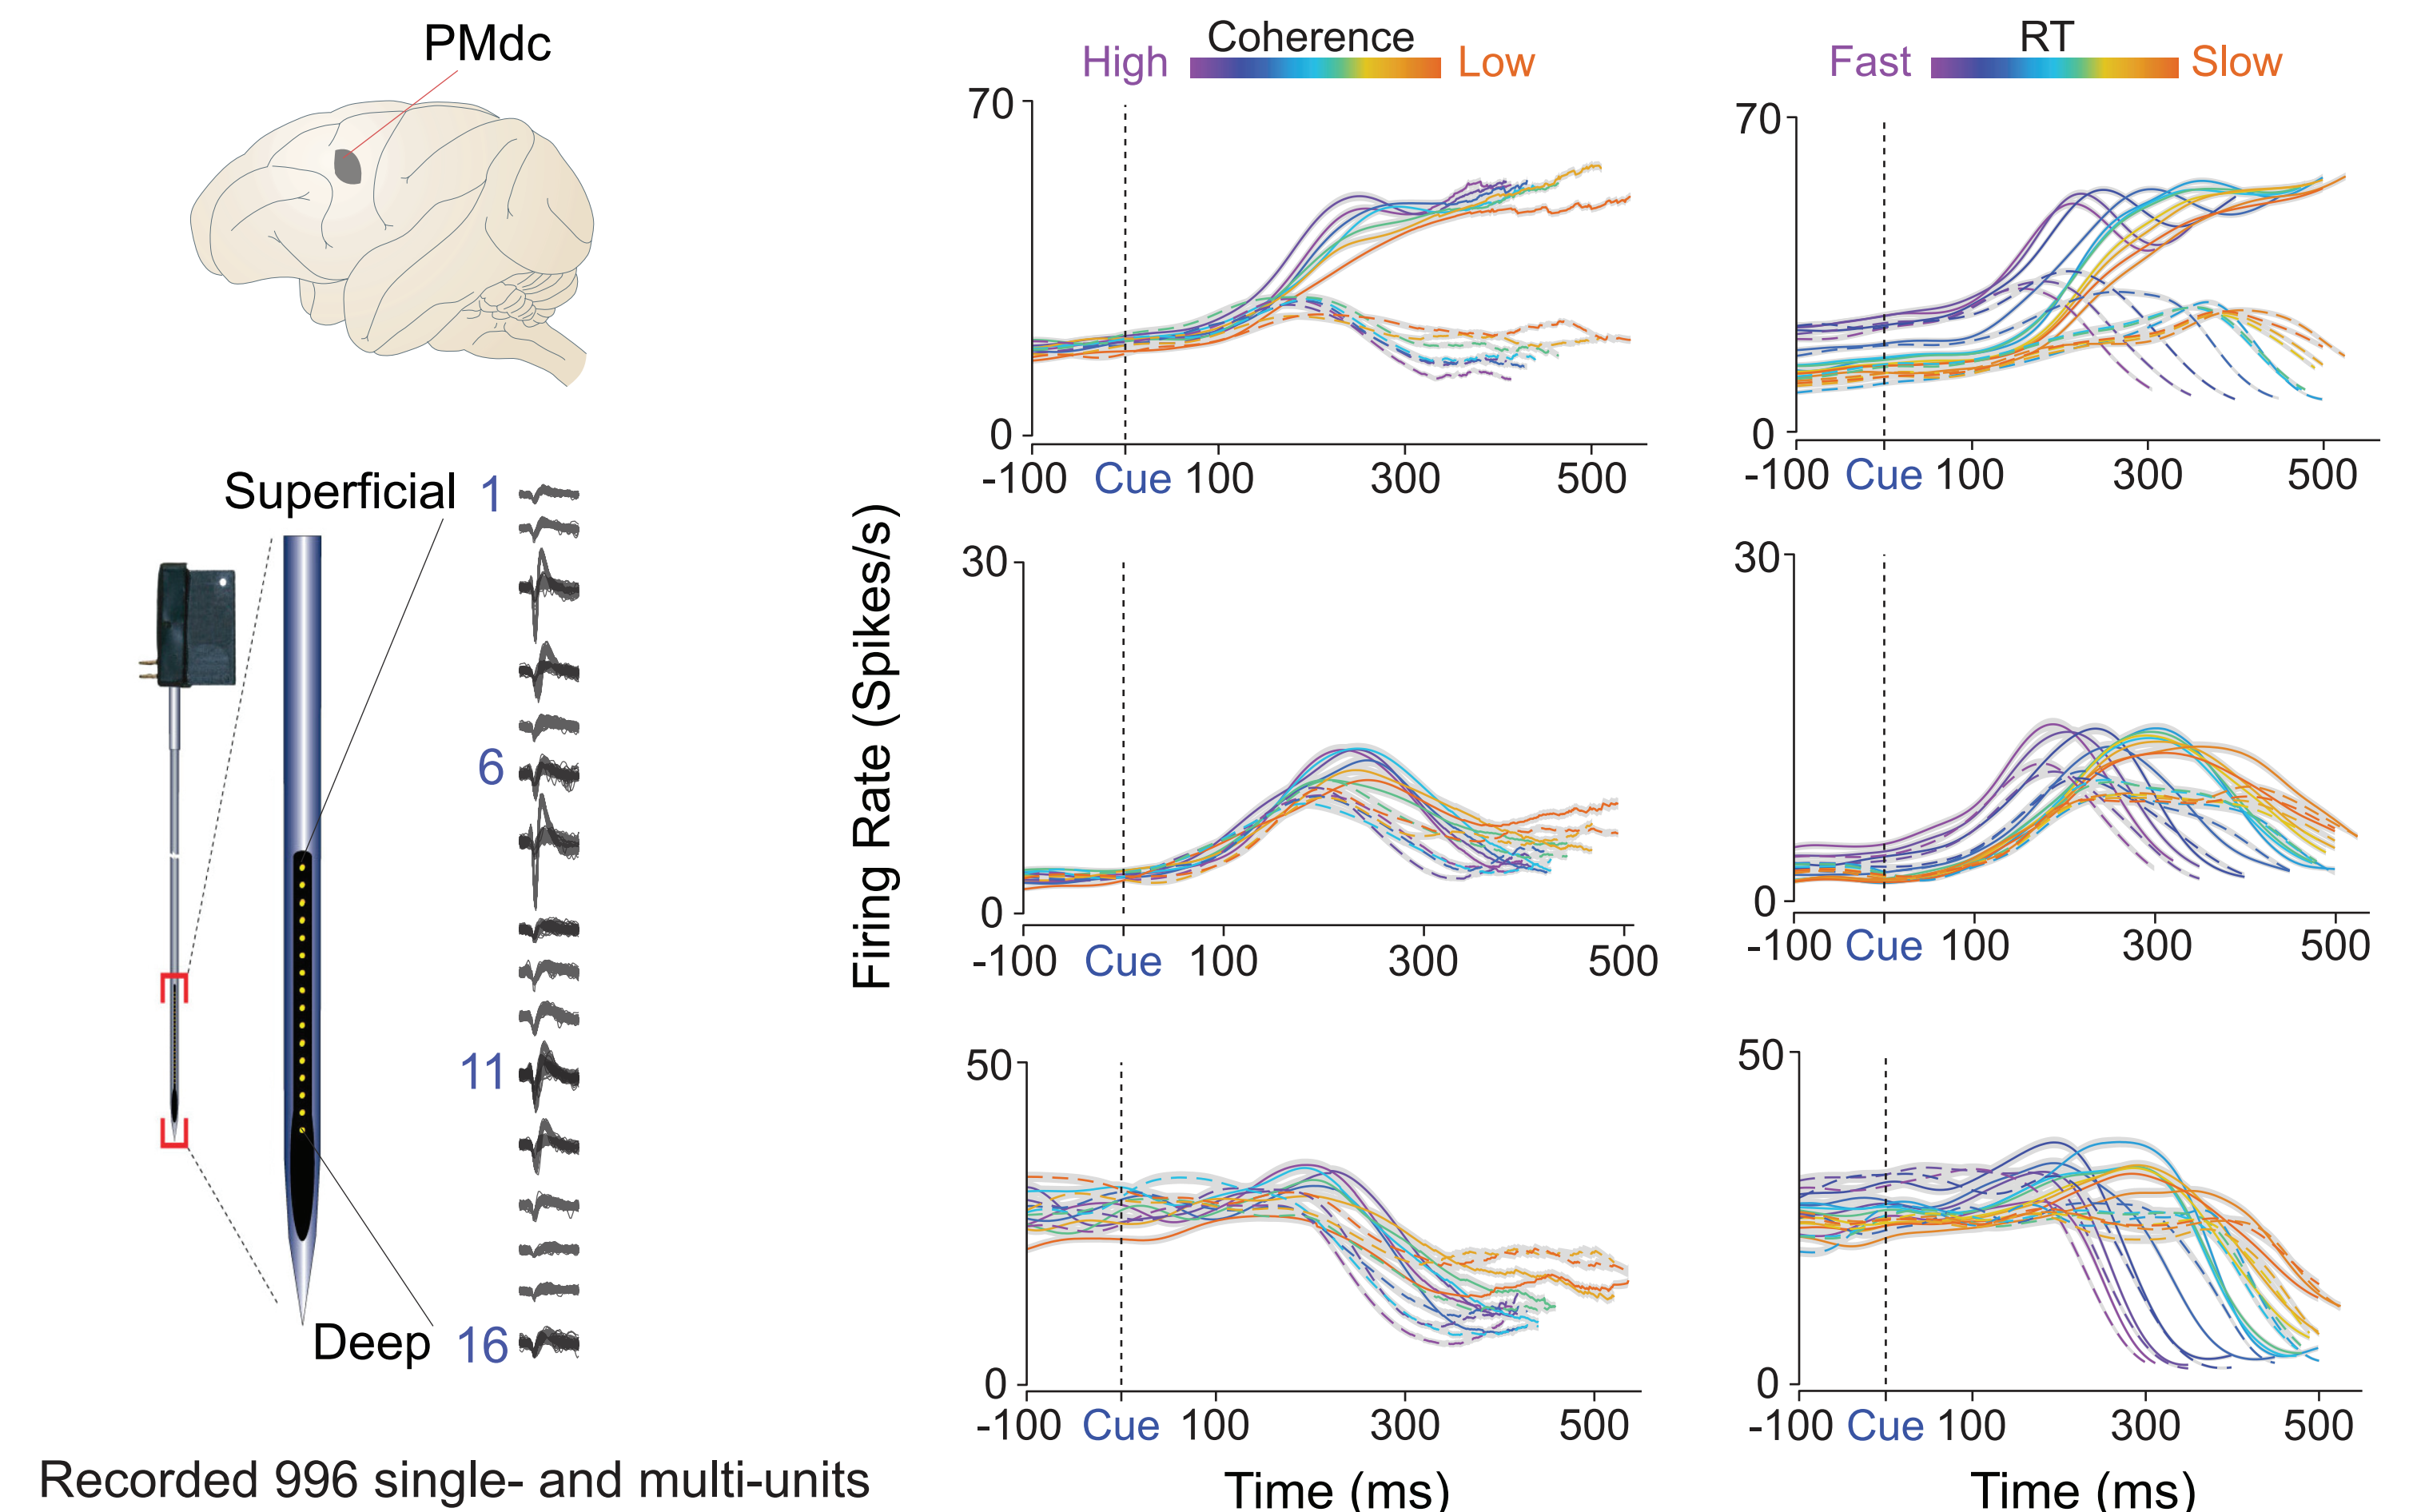 PMdc
Superficial
1
6
11
Deep
16
Recorded 996 single- and multi-units
Firing Rate (Spikes/s)
Coherence
High
Low
70
0
-100 Cue 100 300 500
30
0
-100 Cue 100 300 500
50
0
-100 Cue 100 300 500
Time (ms)
RT
Fast
Slow
70
0
-100 Cue 100 300 500
30
0
-100 Cue 100 300 500
50
0
-100 Cue 100 300 500
Time (ms)